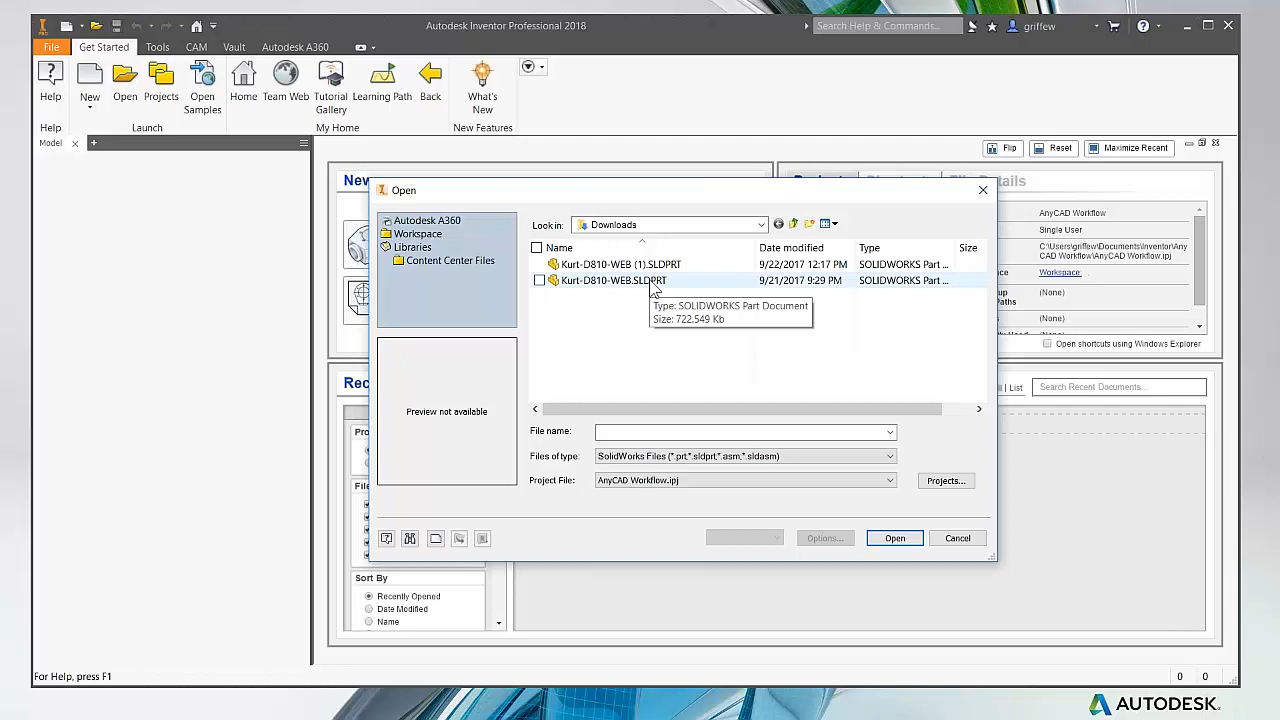 Autodesk Inventor Professional 2018
Search Help & Commands...
griffew
File
Get Started
Tools
CAM
Vault
Autodesk A360
Help
New
Open
Projects
Open Samples
Home
Team Web
Tutorial Gallery
Learning Path
Back
What's New
Help
Launch
My Home
New Features
Model
Flip
Reset
Maximize Recent
New
Details
Open
Autodesk A360
Workspace
Libraries
Content Center Files
Preview not available
Look in:
Downloads
Name
Date modified
Type
Size
Kurt-D810-WEB (1).SLDPRT
9/22/2017 12:17 PM
SOLIDWORKS Part ...
Kurt-D810-WEB.SLDPRT
9/21/2017 9:29 PM
SOLIDWORKS Part ...
Type: SOLIDWORKS Part Document
Size: 722.549 Kb
File name:
Files of type:
SolidWorks Files (*.prt;*.sldprt;*.asm;*.sldasm)
Project File:
AnyCAD Workflow.ipj
Projects...
Options...
Open
Cancel
AnyCAD Workflow
Single User
C:\Users\griffew\Documents\Inventor\Any
CAD Workflow\AnyCAD Workflow.ipj
Workspace:
(None)
(None)
Open shortcuts using Windows Explorer
Rec
List
Search Recent Documents...
Pro
File
Sort By
Recently Opened
Date Modified
Name
For Help, press F1
0
0
AUTODESK.